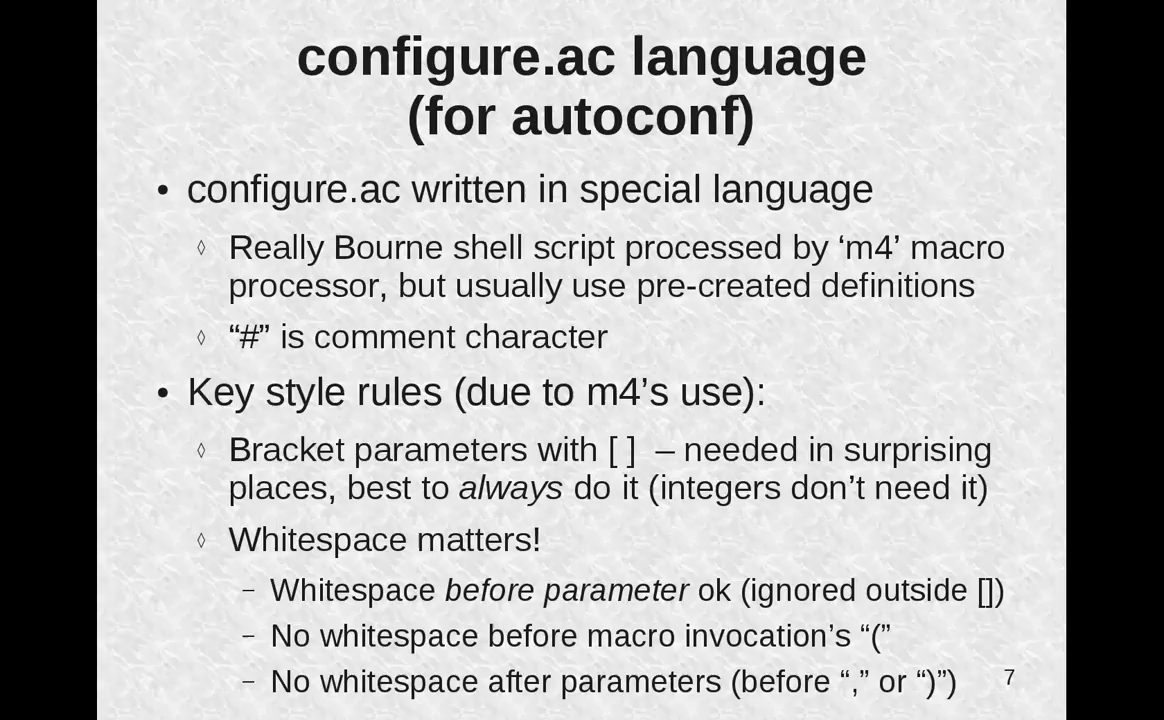 configure.ac language
(for autoconf)
• configure.ac written in special language
◊ Really Bourne shell script processed by ‘m4’ macro
processor, but usually use pre-created definitions
◊ “#” is comment character
• Key style rules (due to m4’s use):
◊ Bracket parameters with [ ]  – needed in surprising
places, best to always do it (integers don’t need it)
◊ Whitespace matters!
– Whitespace before parameter ok (ignored outside [])
– No whitespace before macro invocation’s “(”
– No whitespace after parameters (before “,” or “)”)
7